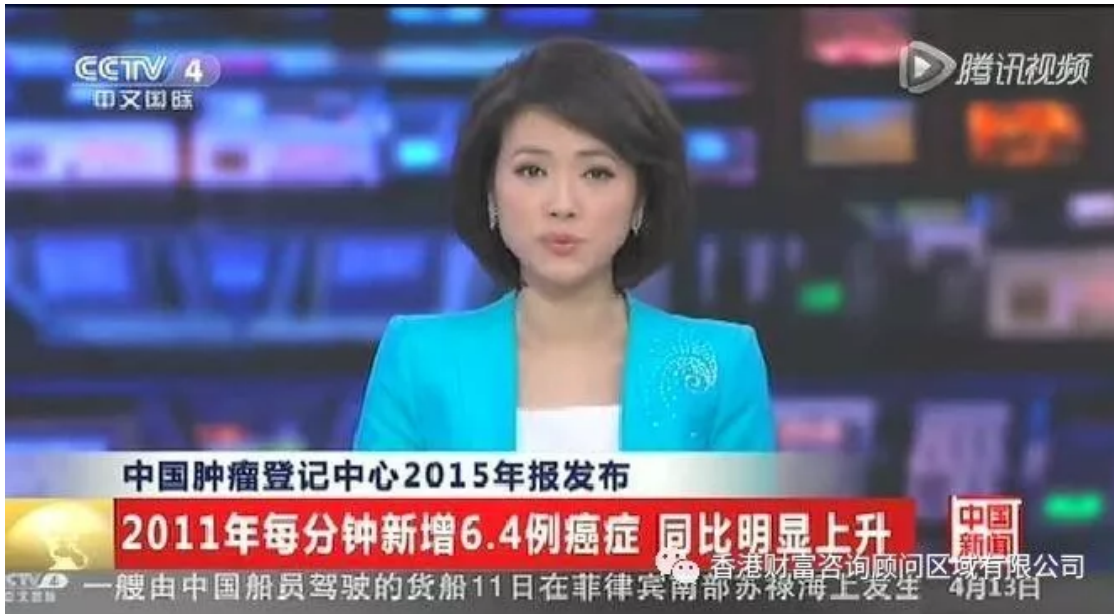 CCTV 4
中文国际
腾讯视频
中国肿瘤登记中心2015年报发布
2011年每分钟新增6.4例癌症 同比明显上升
中国
新闻
香港财富咨询顾问区域有限公司
一艘由中国船员驾驶的货船11日在菲律宾南部苏禄海上发生 4月13日